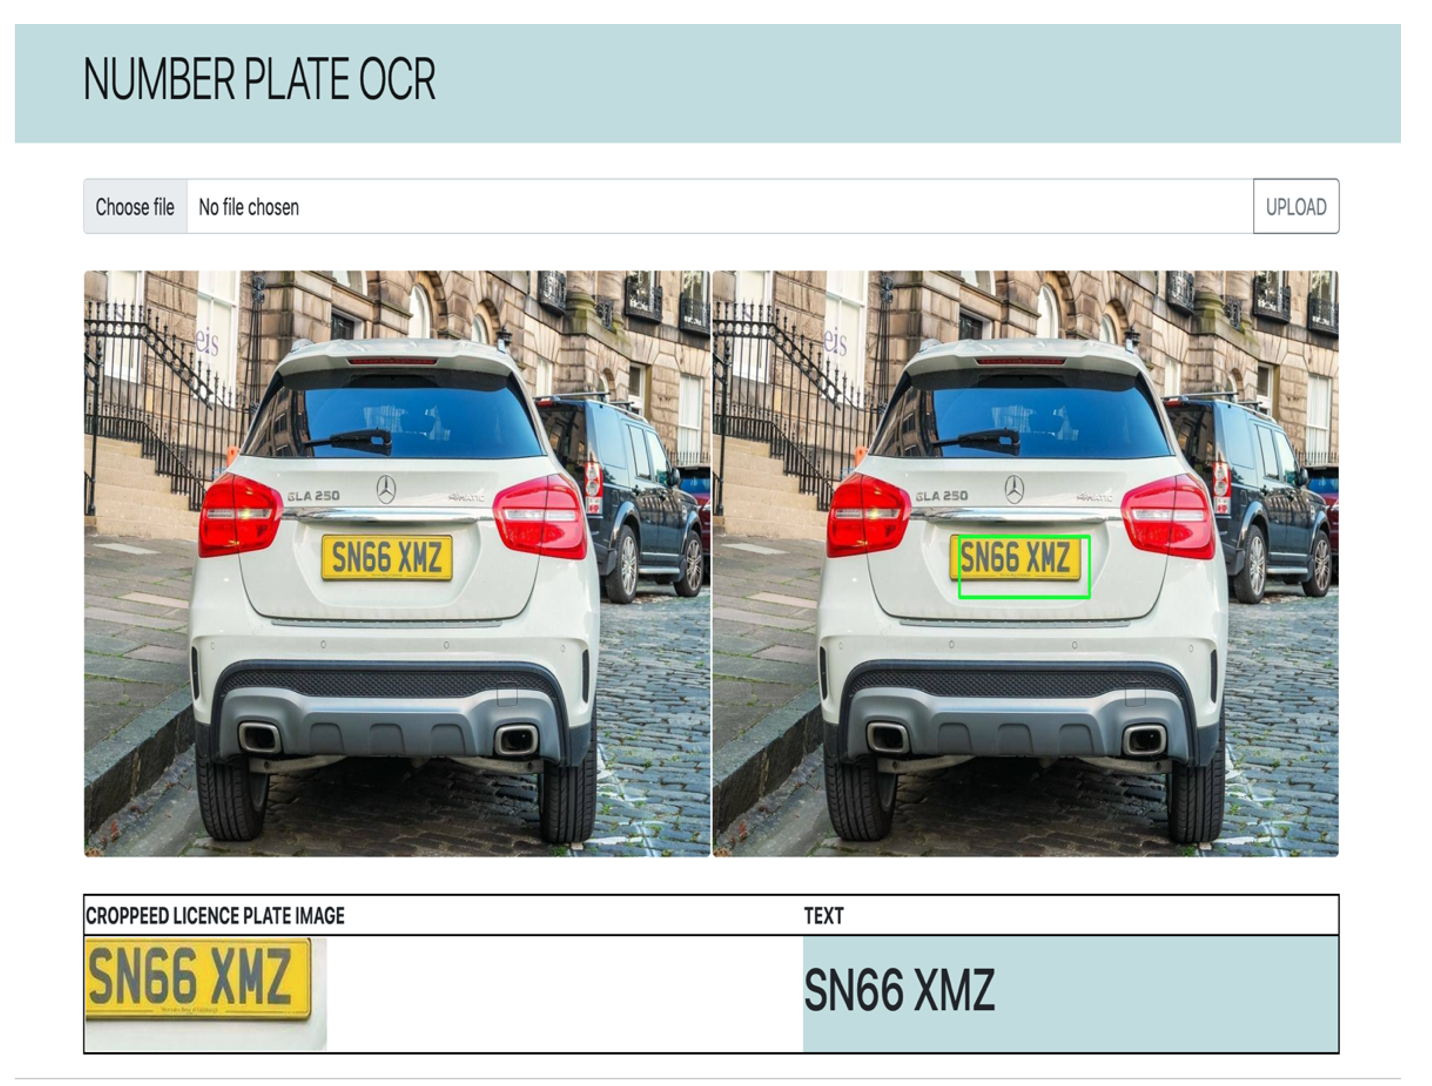 NUMBER PLATE OCR
Choose file No file chosen UPLOAD
eis eis
GLA 250 4MATIC GLA 250 4MATIC
SN66 XMZ SN66 XMZ
CROPPEED LICENCE PLATE IMAGE TEXT
SN66 XMZ SN66 XMZ